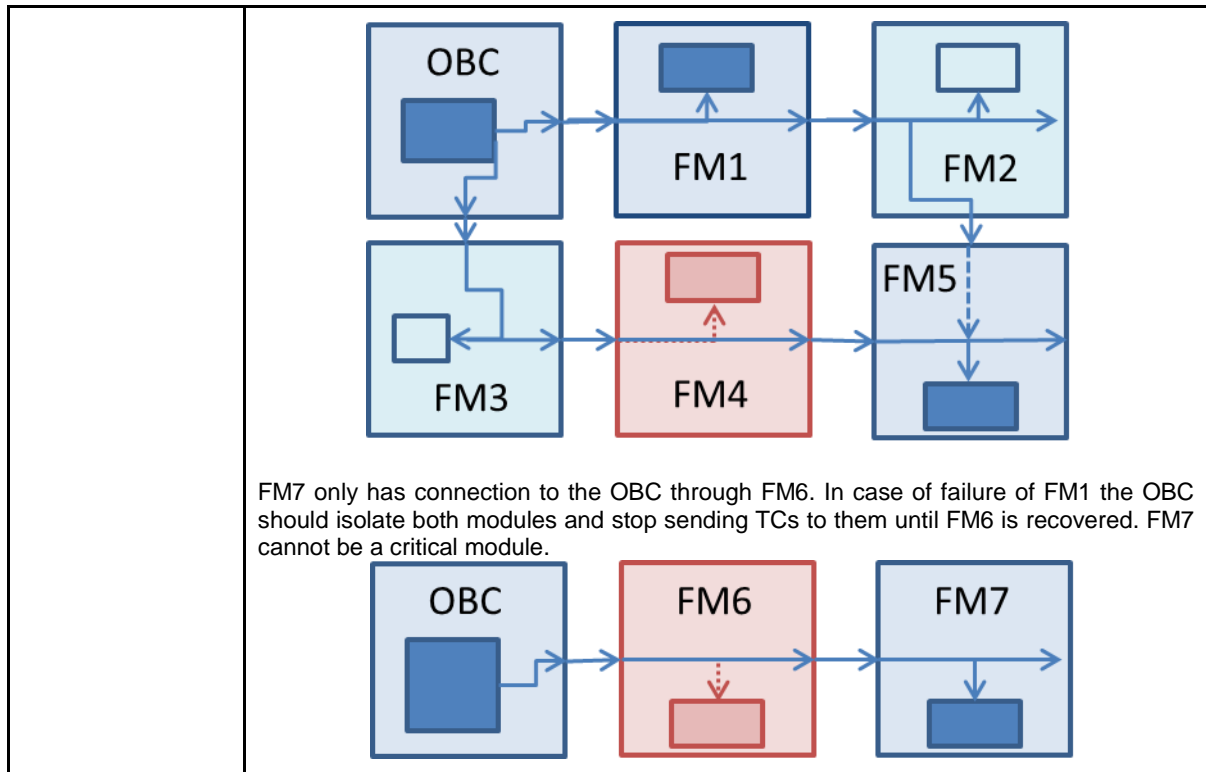 OBC
FM1
FM2
FM3
FM4
FM5
FM7 only has connection to the OBC through FM6. In case of failure of FM1 the OBC
should isolate both modules and stop sending TCs to them until FM6 is recovered. FM7
cannot be a critical module.
OBC
FM6
FM7